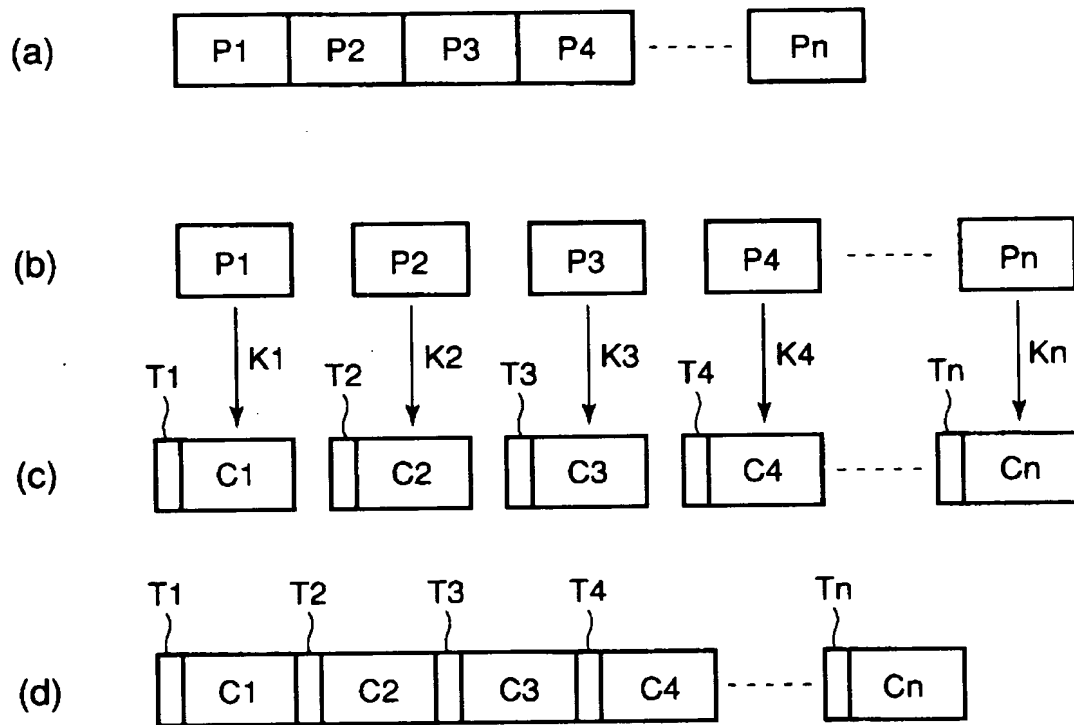 (a) P1 P2 P3 P4 Pn
(b) P1 P2 P3 P4 Pn
K1 K2 K3 K4 Kn
T1 T2 T3 T4 Tn
(c) C1 C2 C3 C4 Cn
T1 T2 T3 T4 Tn
(d) C1 C2 C3 C4 Cn